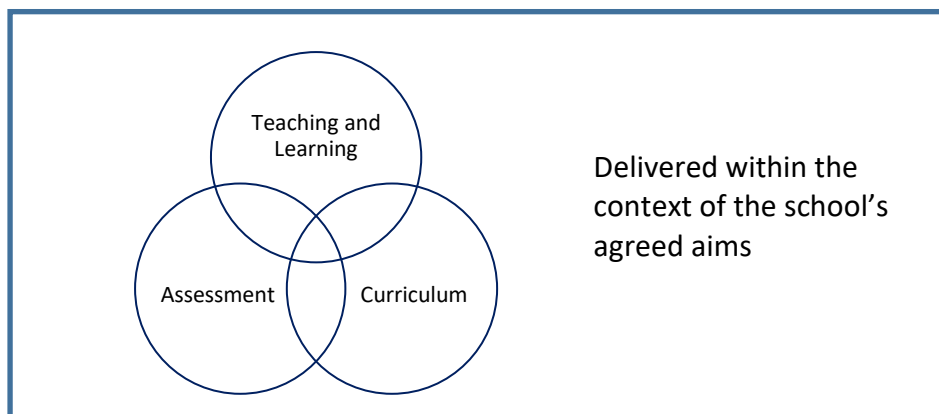 Teaching and
Learning
Assessment
Curriculum
Delivered within the
context of the school’s
agreed aims